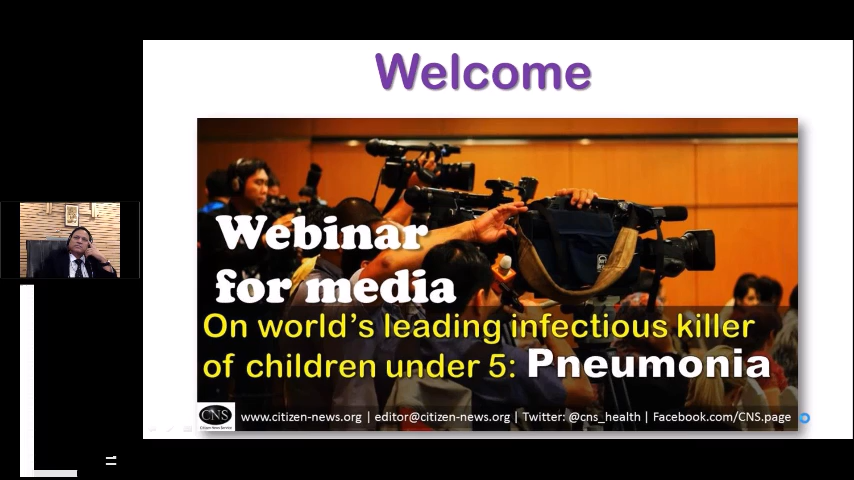 Welcome
Webinar
for media
On world's leading infectious killer
of children under 5: Pneumonia
CNS
www.citizen-news.org | editor@citizen-news.org | Twitter: @cns_health | Facebook.com/CNS.page